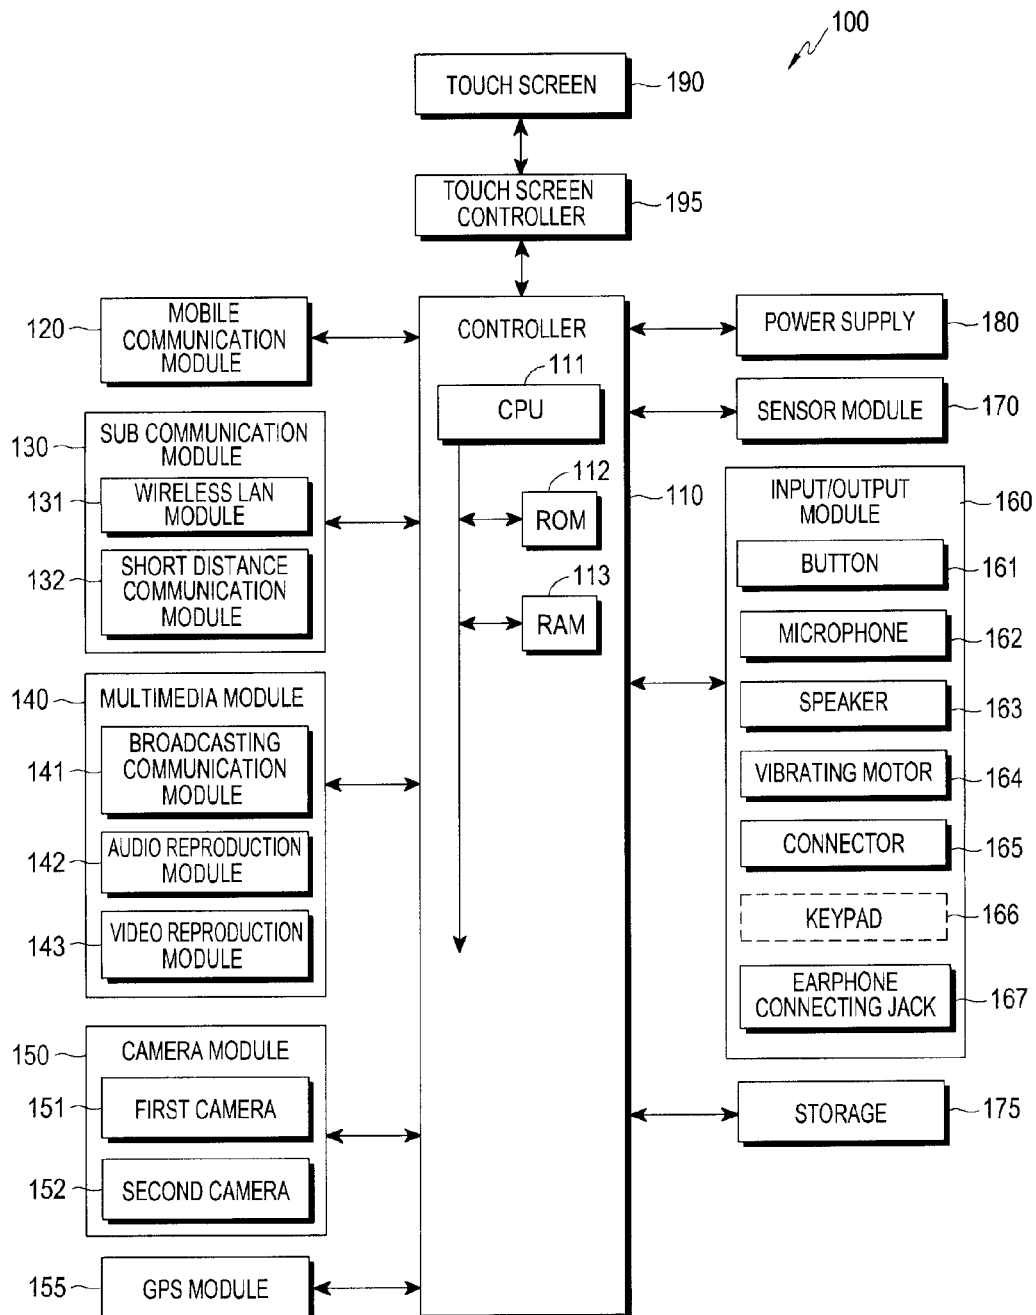 100
TOUCH SCREEN
190
TOUCH SCREEN
CONTROLLER
195
120
MOBILE
COMMUNICATION
MODULE
130
SUB COMMUNICATION
MODULE
131
WIRELESS LAN
MODULE
132
SHORT DISTANCE
COMMUNICATION
MODULE
140
MULTIMEDIA MODULE
141
BROADCASTING
COMMUNICATION
MODULE
142
AUDIO REPRODUCTION
MODULE
143
VIDEO REPRODUCTION
MODULE
150
CAMERA MODULE
151
FIRST CAMERA
152
SECOND CAMERA
155
GPS MODULE
CONTROLLER
111
CPU
112
ROM
113
RAM
110
POWER SUPPLY
180
SENSOR MODULE
170
INPUT/OUTPUT
MODULE
160
BUTTON
161
MICROPHONE
162
SPEAKER
163
VIBRATING MOTOR
164
CONNECTOR
165
KEYPAD
166
EARPHONE
CONNECTING JACK
167
STORAGE
175